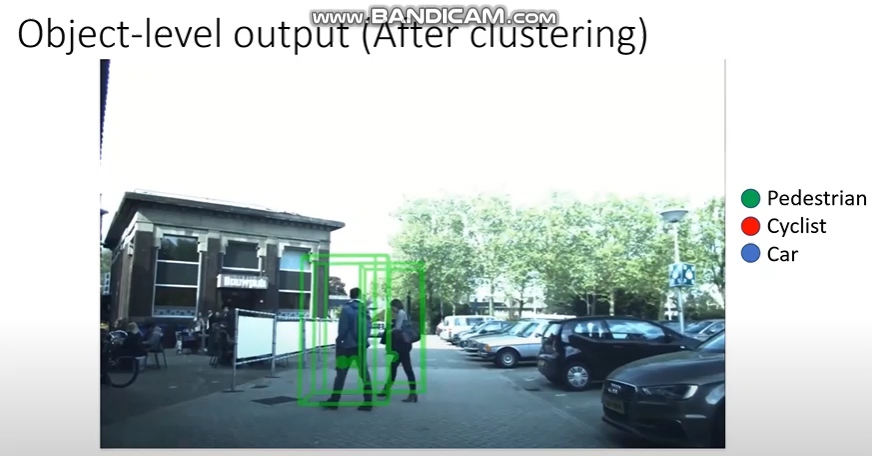 www.BANDICAM.com
Object-level output (After clustering)
Pedestrian
Cyclist
Car